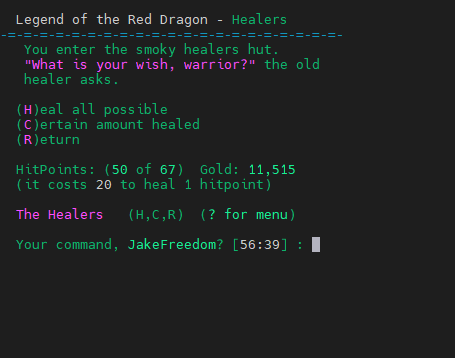 Legend of the Red Dragon - Healers
-=-=-=-=-=-=-=-=-=-=-=-=-=-=-=-=-=-=-=-=-=-
You enter the smoky healers hut.
"What is your wish, warrior?" the old
healer asks.
(H)eal all possible
(C)ertain amount healed
(R)eturn
HitPoints: (50 of 67) Gold: 11,515
(it costs 20 to heal 1 hitpoint)
The Healers (H,C,R) (? for menu)
Your command, JakeFreedom? [56:39] :